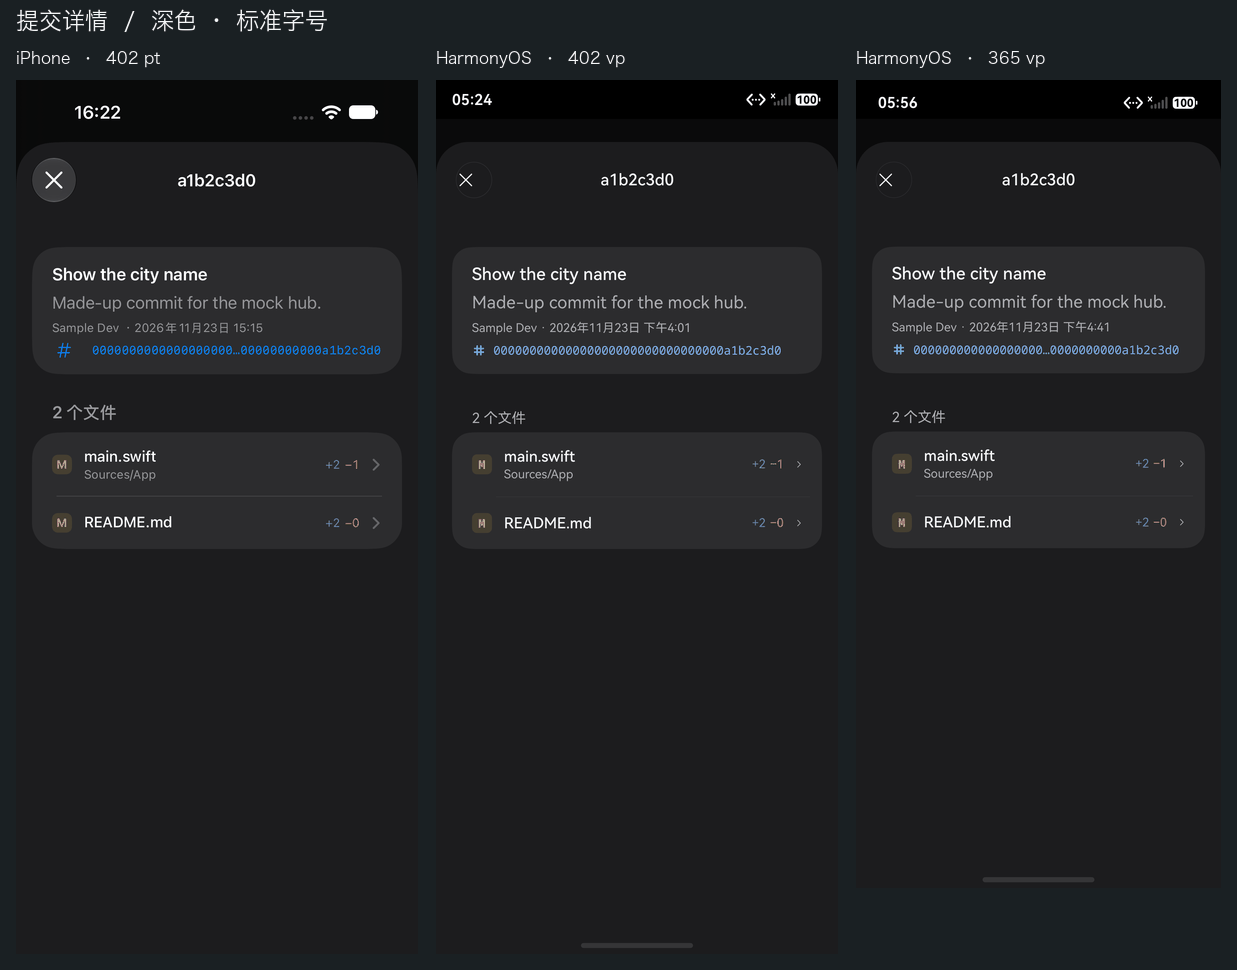 提交详情 / 深色 · 标准字号
iPhone · 402 pt
16:22
a1b2c3d0
Show the city name
Made-up commit for the mock hub.
Sample Dev · 2026年11月23日 15:15
# 0000000000000000000…00000000000a1b2c3d0
2 个文件
M main.swift +2 −1
Sources/App
M README.md +2 −0
HarmonyOS · 402 vp
05:24 100
a1b2c3d0
Show the city name
Made-up commit for the mock hub.
Sample Dev · 2026年11月23日 下午4:01
# 00000000000000000000000000000000a1b2c3d0
2 个文件
M main.swift +2 −1
Sources/App
M README.md +2 −0
HarmonyOS · 365 vp
05:56 100
a1b2c3d0
Show the city name
Made-up commit for the mock hub.
Sample Dev · 2026年11月23日 下午4:41
# 000000000000000000…0000000000a1b2c3d0
2 个文件
M main.swift +2 −1
Sources/App
M README.md +2 −0